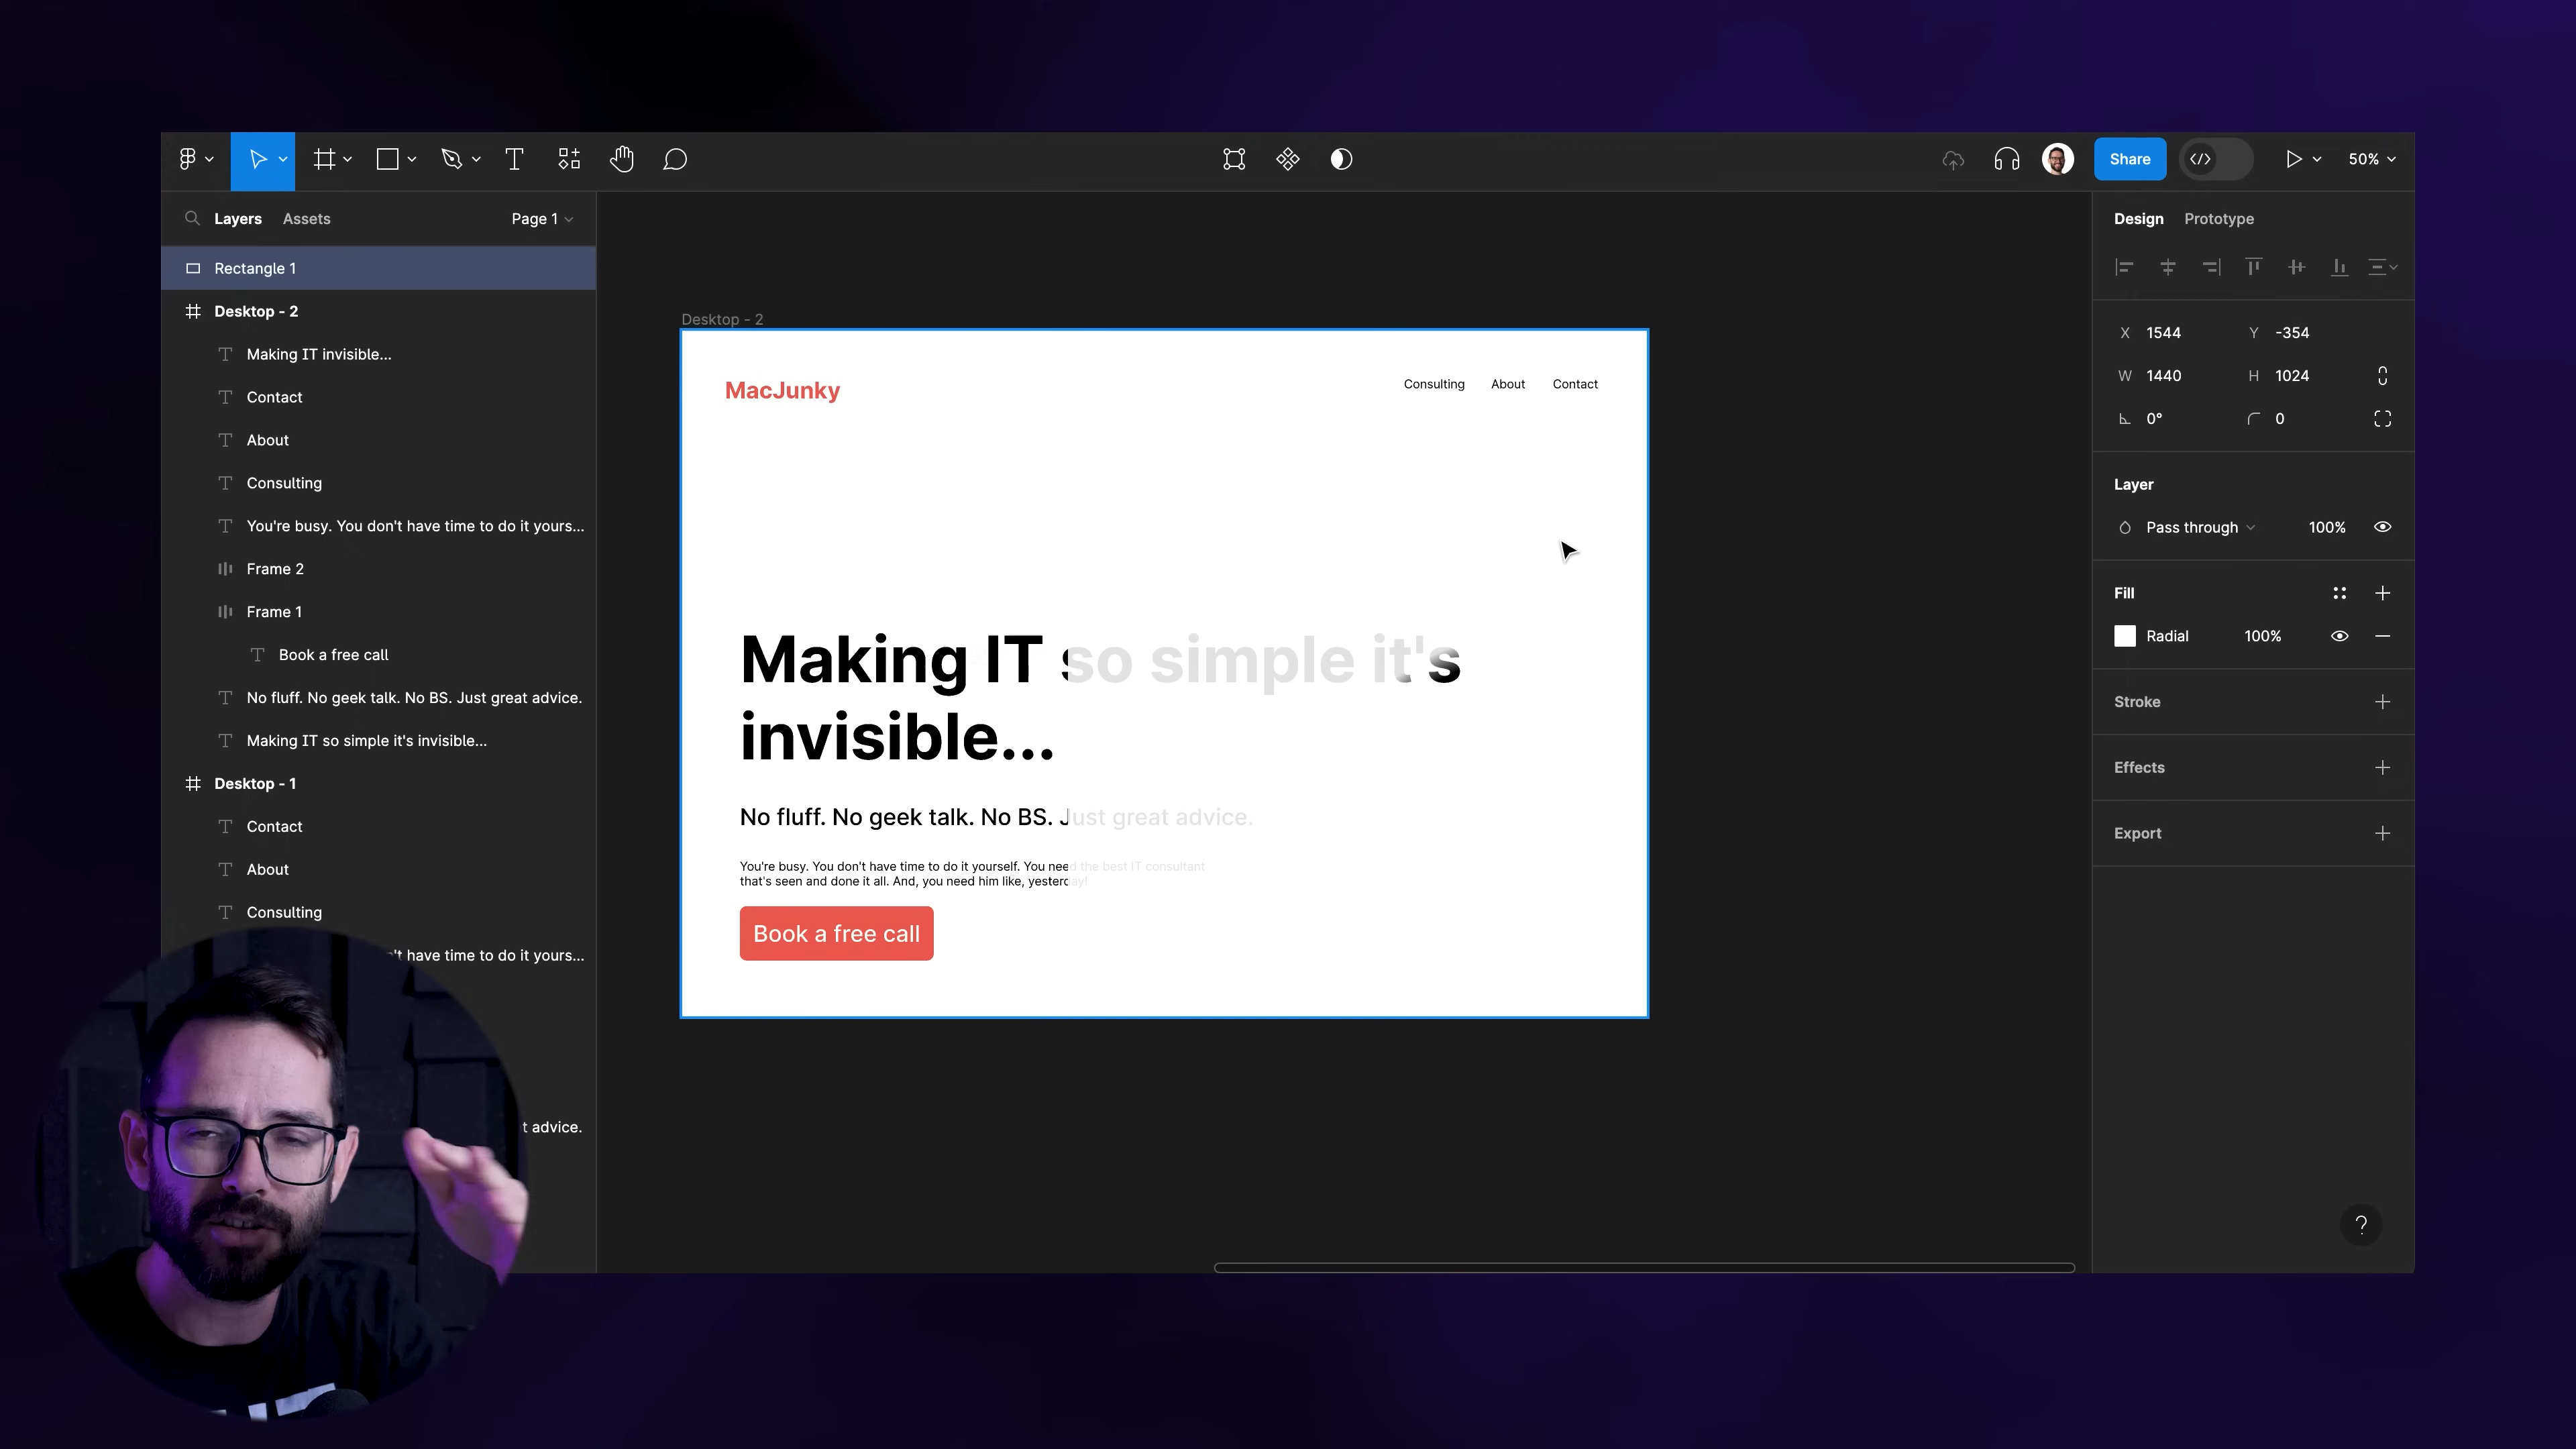 Share
50%
Layers
Assets
Page 1
Rectangle 1
Desktop - 2
Making IT invisible...
Contact
About
Consulting
You're busy. You don't have time to do it yours...
Frame 2
Frame 1
Book a free call
No fluff. No geek talk. No BS. Just great advice.
Making IT so simple it's invisible...
Desktop - 1
Contact
About
Consulting
't have time to do it yours...
t advice.
Desktop - 2
MacJunky
Consulting
About
Contact
Making IT so simple it's
invisible...
No fluff. No geek talk. No BS. Just great advice.
You're busy. You don't have time to do it yourself. You need the best IT consultant
that's seen and done it all. And, you need him like, yesterday!
Book a free call
Design
Prototype
X 1544
Y -354
W 1440
H 1024
0°
0
Layer
Pass through
100%
Fill
Radial
100%
Stroke
Effects
Export
?